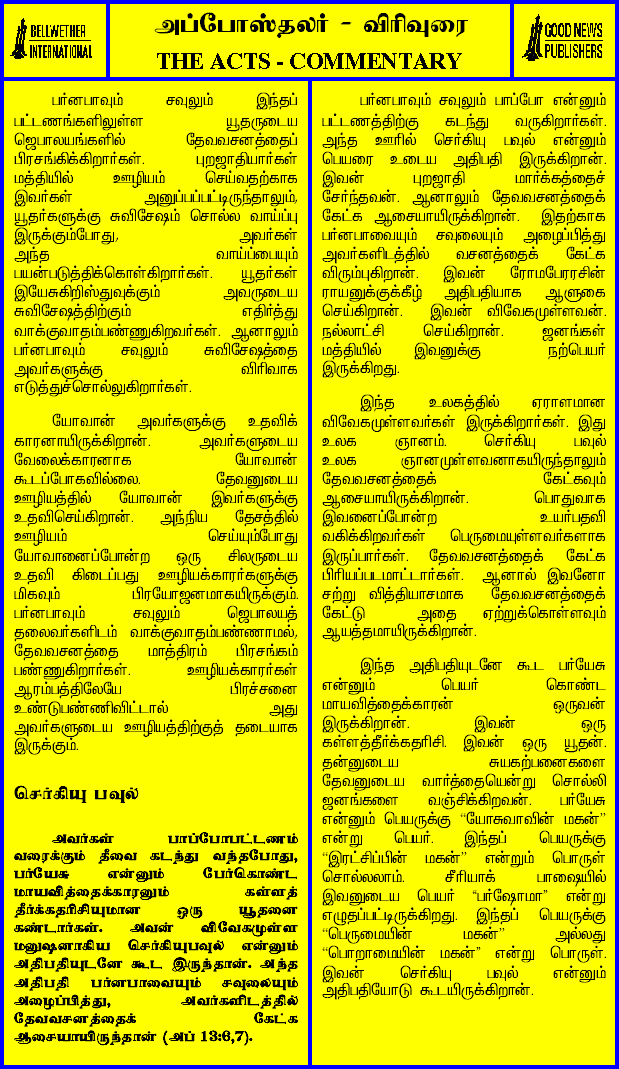 BELLWETHER
INTERNATIONAL
அப்போஸ்தலர் - விரிவுரை
THE ACTS - COMMENTARY
GOOD NEWS
PUBLISHERS
பர்னபாவும் சவுலும் இந்தப்
பட்டணங்களிலுள்ள யூதருடைய
ஜெபாலயங்களில் தேவவசனத்தைப்
பிரசங்கிக்கிறார்கள். புறஜாதியார்கள்
மத்தியில் ஊழியம் செய்வதற்காக
இவர்கள் அனுப்பப்பட்டிருந்தாலும்,
யூதர்களுக்கு சுவிசேஷம் சொல்ல வாய்ப்பு
இருக்கும்போது, அவர்கள்
அந்த வாய்ப்பையும்
பயன்படுத்திக்கொள்கிறார்கள். யூதர்கள்
இயேசுகிறிஸ்துவுக்கும் அவருடைய
சுவிசேஷத்திற்கும் எதிர்த்து
வாக்குவாதம்பண்ணுகிறவர்கள். ஆனாலும்
பர்னபாவும் சவுலும் சுவிசேஷத்தை
அவர்களுக்கு விரிவாக
எடுத்துச்சொல்லுகிறார்கள்.
யோவான் அவர்களுக்கு உதவிக்
காரனாயிருக்கிறான். அவர்களுடைய
வேலைக்காரனாக யோவான்
கூடப்போகவில்லை. தேவனுடைய
ஊழியத்தில் யோவான் இவர்களுக்கு
உதவிசெய்கிறான். அந்நிய தேசத்தில்
ஊழியம் செய்யும்போது
யோவானைப்போன்ற ஒரு சிலருடைய
உதவி கிடைப்பது ஊழியக்காரர்களுக்கு
மிகவும் பிரயோஜனமாகயிருக்கும்.
பர்னபாவும் சவுலும் ஜெபாலயத்
தலைவர்களிடம் வாக்குவாதம்பண்ணாமல்,
தேவவசனத்தை மாத்திரம் பிரசங்கம்
பண்ணுகிறார்கள். ஊழியக்காரர்கள்
ஆரம்பத்திலேயே பிரச்சனை
உண்டுபண்ணிவிட்டால் அது
அவர்களுடைய ஊழியத்திற்குத் தடையாக
இருக்கும்.
செர்கியு பவுல்
அவர்கள் பாப்போபட்டணம்
வரைக்கும் தீவை கடந்து வந்தபோது,
பர்யேசு என்னும் பேர்கொண்ட
மாயவித்தைக்காரனும் கள்ளத்
தீர்க்கதரிசியுமான ஒரு யூதனை
கண்டார்கள். அவன் விவேகமுள்ள
மனுஷனாகிய செர்கியுபவுல் என்னும்
அதிபதியுடனே கூட இருந்தான். அந்த
அதிபதி பர்னபாவையும் சவுலையும்
அழைப்பித்து, அவர்களிடத்தில்
தேவவசனத்தைக் கேட்க
ஆசையாயிருந்தான் (அப் 13:6,7).
பர்னபாவும் சவுலும் பாப்போ என்னும்
பட்டணத்திற்கு கடந்து வருகிறார்கள்.
அந்த ஊரில் செர்கியு பவுல் என்னும்
பெயரை உடைய அதிபதி இருக்கிறான்.
இவன் புறஜாதி மார்க்கத்தைச்
சேர்ந்தவன். ஆனாலும் தேவவசனத்தைக்
கேட்க ஆசையாயிருக்கிறான். இதற்காக
பர்னபாவையும் சவுலையும் அழைப்பித்து
அவர்களிடத்தில் வசனத்தைக் கேட்க
விரும்புகிறான். இவன் ரோமபேரரசின்
ராயனுக்குக்கீழ் அதிபதியாக ஆளுகை
செய்கிறான். இவன் விவேகமுள்ளவன்.
நல்லாட்சி செய்கிறான். ஜனங்கள்
மத்தியில் இவனுக்கு நற்பெயர்
இருக்கிறது.
இந்த உலகத்தில் ஏராளமான
விவேகமுள்ளவர்கள் இருக்கிறார்கள். இது
உலக ஞானம். செர்கியு பவுல்
உலக ஞானமுள்ளவனாகயிருந்தாலும்
தேவவசனத்தைக் கேட்கவும்
ஆசையாயிருக்கிறான். பொதுவாக
இவனைப்போன்ற உயர்பதவி
வகிக்கிறவர்கள் பெருமையுள்ளவர்களாக
இருப்பார்கள். தேவவசனத்தைக் கேட்க
பிரியப்படமாட்டார்கள். ஆனால் இவனோ
சற்று வித்தியாசமாக தேவவசனத்தைக்
கேட்டு அதை ஏற்றுக்கொள்ளவும்
ஆயத்தமாயிருக்கிறான்.
இந்த அதிபதியுடனே கூட பர்யேசு
என்னும் பெயர் கொண்ட
மாயவித்தைக்காரன் ஒருவன்
இருக்கிறான். இவன் ஒரு
கள்ளத்தீர்க்கதரிசி. இவன் ஒரு யூதன்.
தன்னுடைய சுயகற்பனைகளை
தேவனுடைய வார்த்தையென்று சொல்லி
ஜனங்களை வஞ்சிக்கிறவன். பர்யேசு
என்னும் பெயருக்கு “யோசுவாவின் மகன்”
என்று பெயர். இந்தப் பெயருக்கு
“இரட்சிப்பின் மகன்” என்றும் பொருள்
சொல்லலாம். சீரியாக் பாஷையில்
இவனுடைய பெயர் “பர்ஷோமா” என்று
எழுதப்பட்டிருக்கிறது. இந்தப் பெயருக்கு
“பெருமையின் மகன்” அல்லது
“பொறாமையின் மகன்” என்று பொருள்.
இவன் செர்கியு பவுல் என்னும்
அதிபதியோடு கூடயிருக்கிறான்.